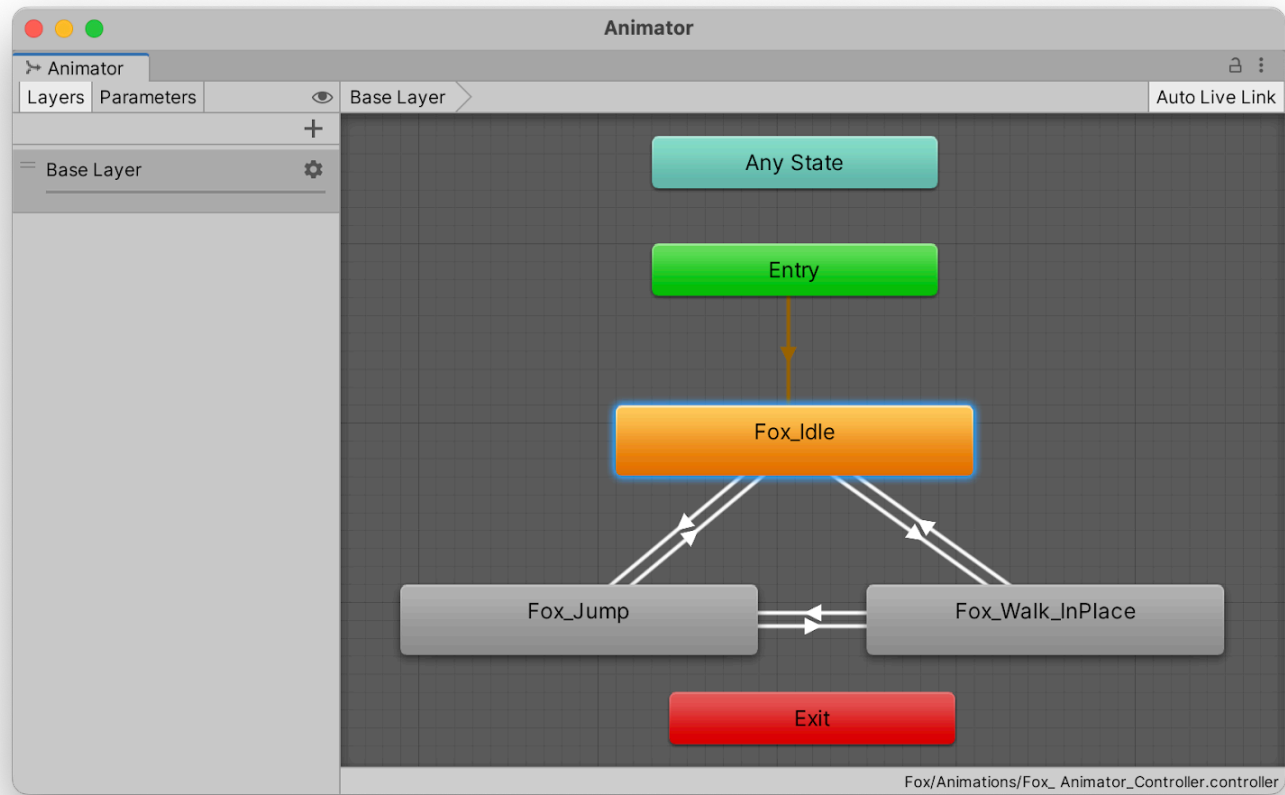 Animator
Animator
Layers Parameters
Base Layer
Auto Live Link
Base Layer
Any State
Entry
Fox_Idle
Fox_Jump
Fox_Walk_InPlace
Exit
Fox/Animations/Fox_ Animator_Controller.controller